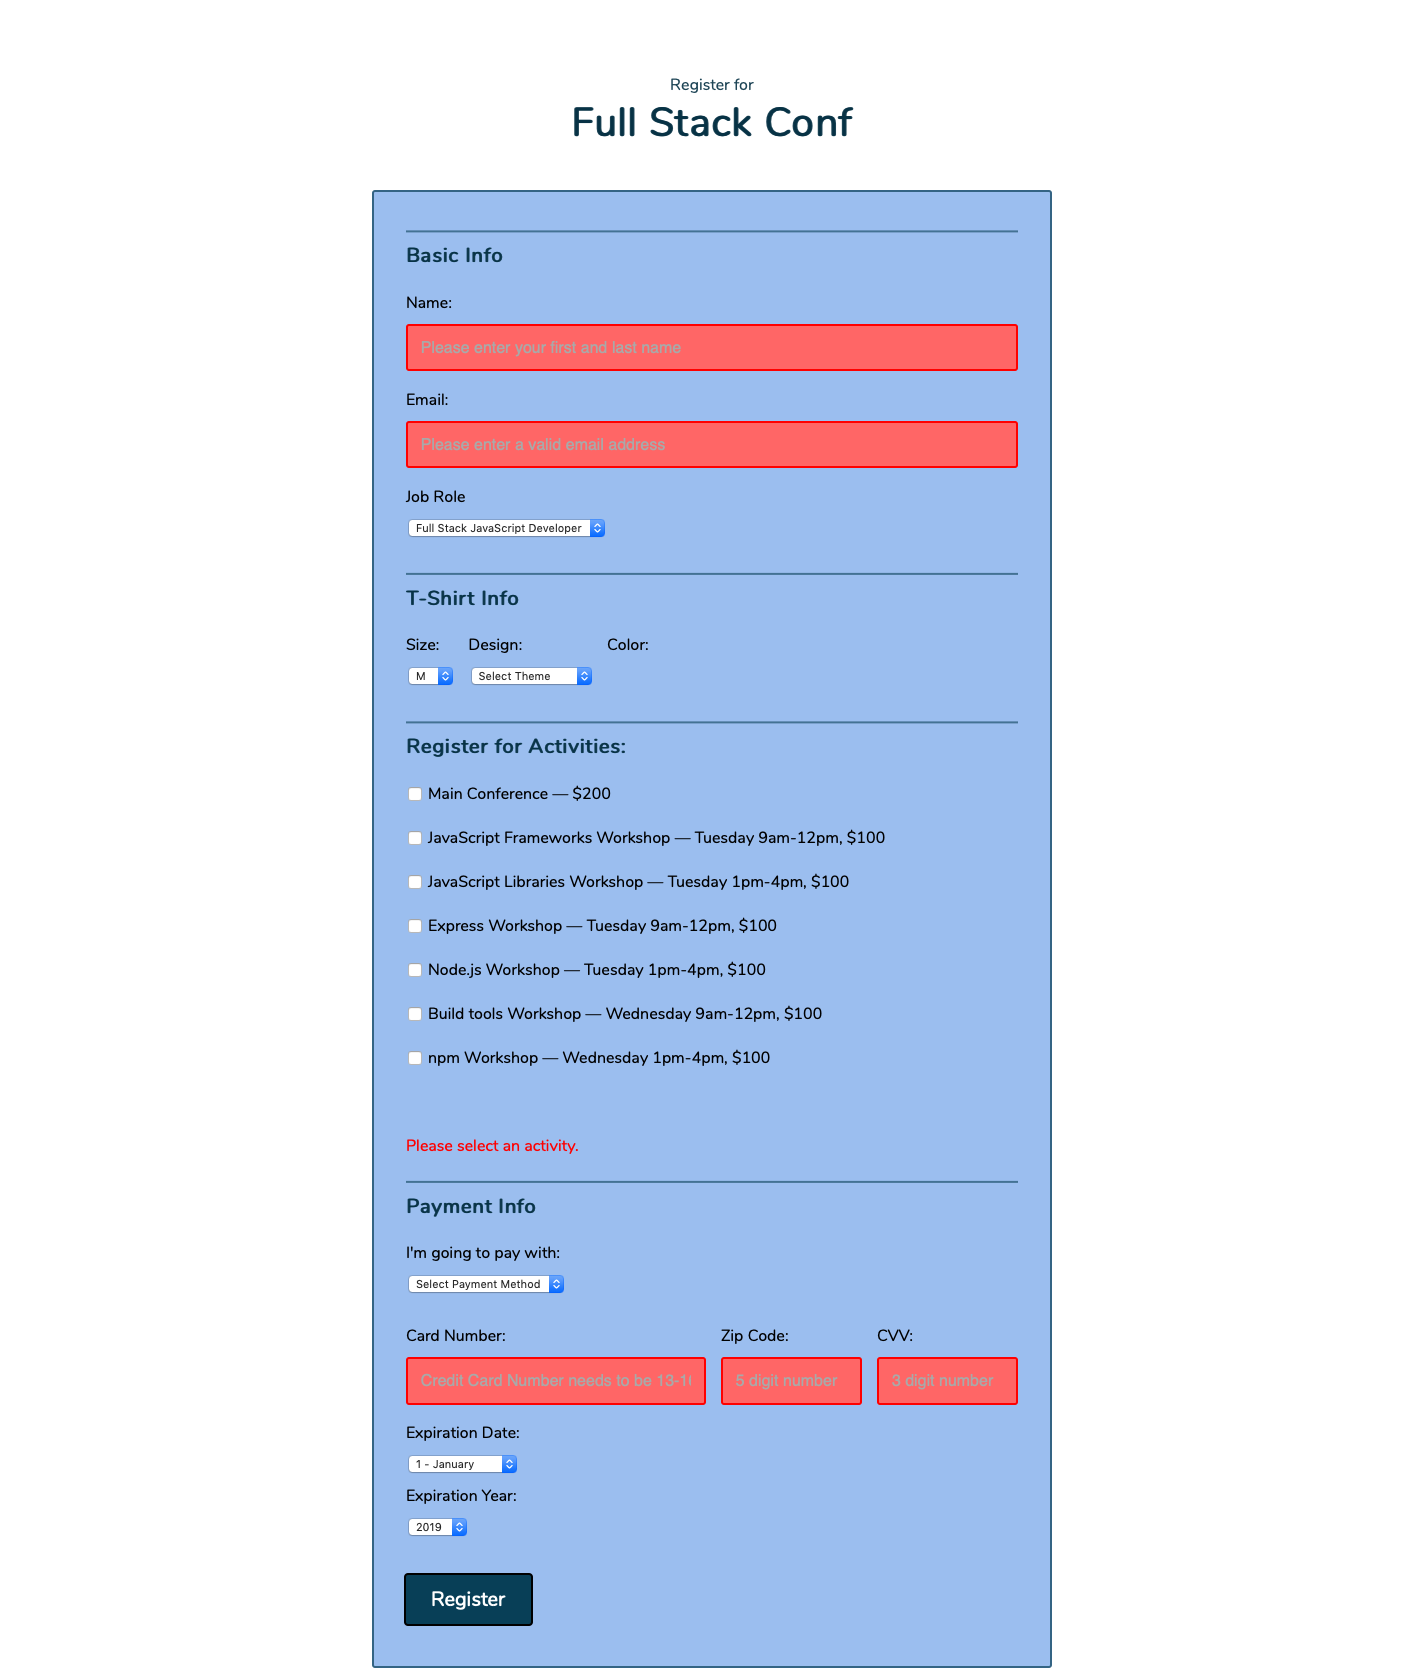 Register for
Full Stack Conf
Basic Info
Name:
Please enter your first and last name
Email:
Please enter a valid email address
Job Role
Full Stack JavaScript Developer
T-Shirt Info
Size: Design: Color:
M Select Theme
Register for Activities:
Main Conference — $200
JavaScript Frameworks Workshop — Tuesday 9am-12pm, $100
JavaScript Libraries Workshop — Tuesday 1pm-4pm, $100
Express Workshop — Tuesday 9am-12pm, $100
Node.js Workshop — Tuesday 1pm-4pm, $100
Build tools Workshop — Wednesday 9am-12pm, $100
npm Workshop — Wednesday 1pm-4pm, $100
Please select an activity.
Payment Info
I'm going to pay with:
Select Payment Method
Card Number: Zip Code: CVV:
Credit Card Number needs to be 13-1 5 digit number 3 digit number
Expiration Date:
1 - January
Expiration Year:
2019
Register